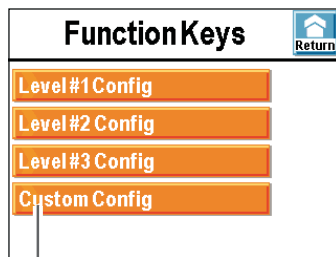 Function Keys
Return
Level #1 Config
Level #2 Config
Level #3 Config
Custom Config